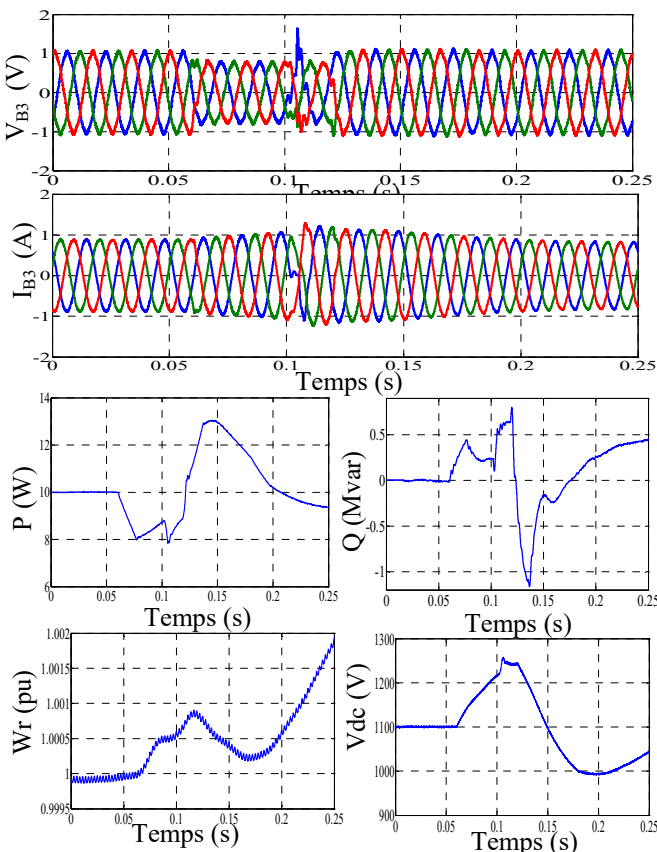 2
1
0
-1
2
V_B3 (V)
0 0.05 0.1 0.15 0.2 0.25
Temps (s)
2
1
0
-1
-2
I_B3 (A)
0 0.05 0.1 0.15 0.2 0.25
Temps (s)
14
12
10
8
6
P (W)
0 0.05 0.1 0.15 0.2 0.25
Temps (s)
0.5
0
-0.5
-1
Q (Mvar)
0 0.05 0.1 0.15 0.2 0.25
Temps (s)
1.002
1.0015
1.001
1.0005
1
0.9995
Wr (pu)
0 0.05 0.1 0.15 0.2 0.25
Temps (s)
1300
1200
1100
1000
900
Vdc (V)
0 0.05 0.1 0.15 0.2 0.25
Temps (s)